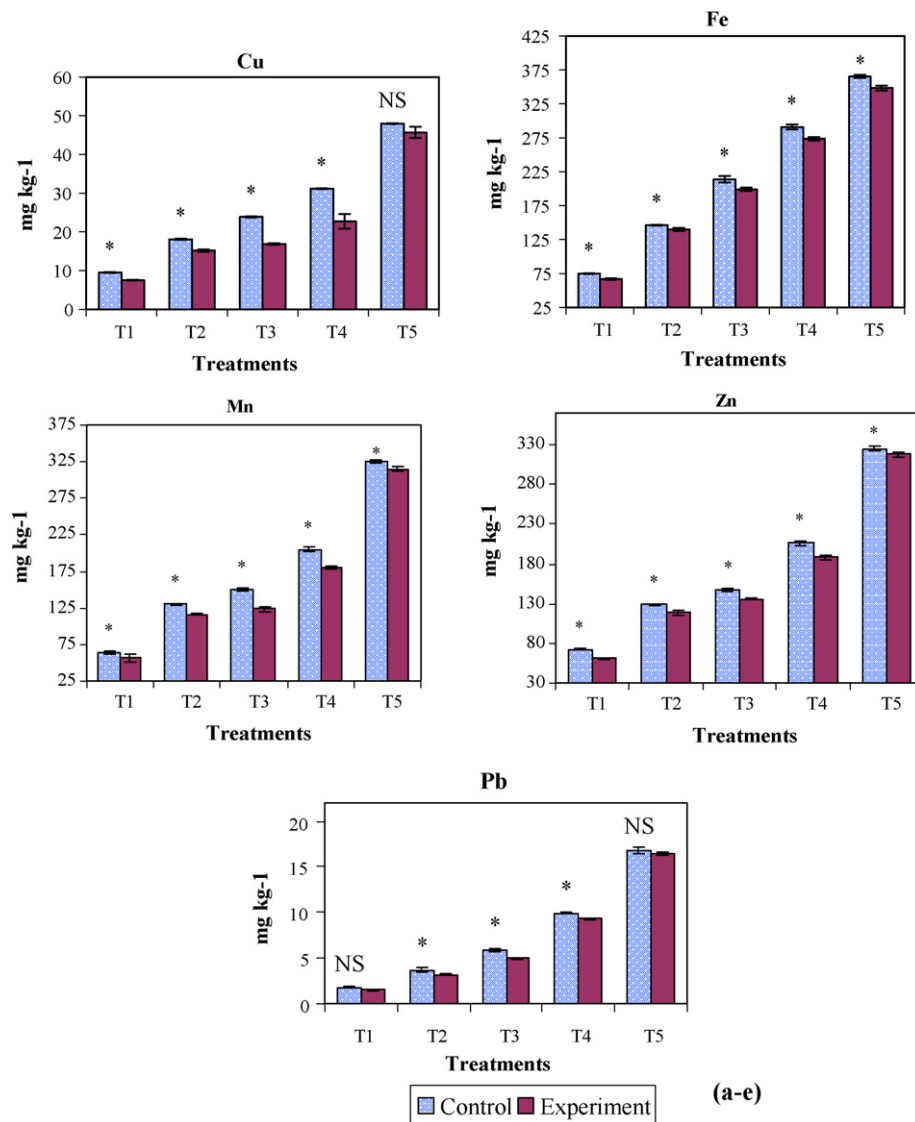 Cu
60
50
40
30
20
10
0
mg kg-1
*
*
*
*
NS
T1 T2 T3 T4 T5
Treatments
Fe
425
375
325
275
225
175
125
75
25
mg kg-1
*
*
*
*
*
T1 T2 T3 T4 T5
Treatments
Mn
375
325
275
225
175
125
75
25
mg kg-1
*
*
*
*
*
T1 T2 T3 T4 T5
Treatments
Zn
330
280
230
180
130
80
30
mg kg-1
*
*
*
*
*
T1 T2 T3 T4 T5
Treatments
Pb
20
15
10
5
0
mg kg-1
NS
*
*
*
NS
T1 T2 T3 T4 T5
Treatments
Control Experiment
(a-e)